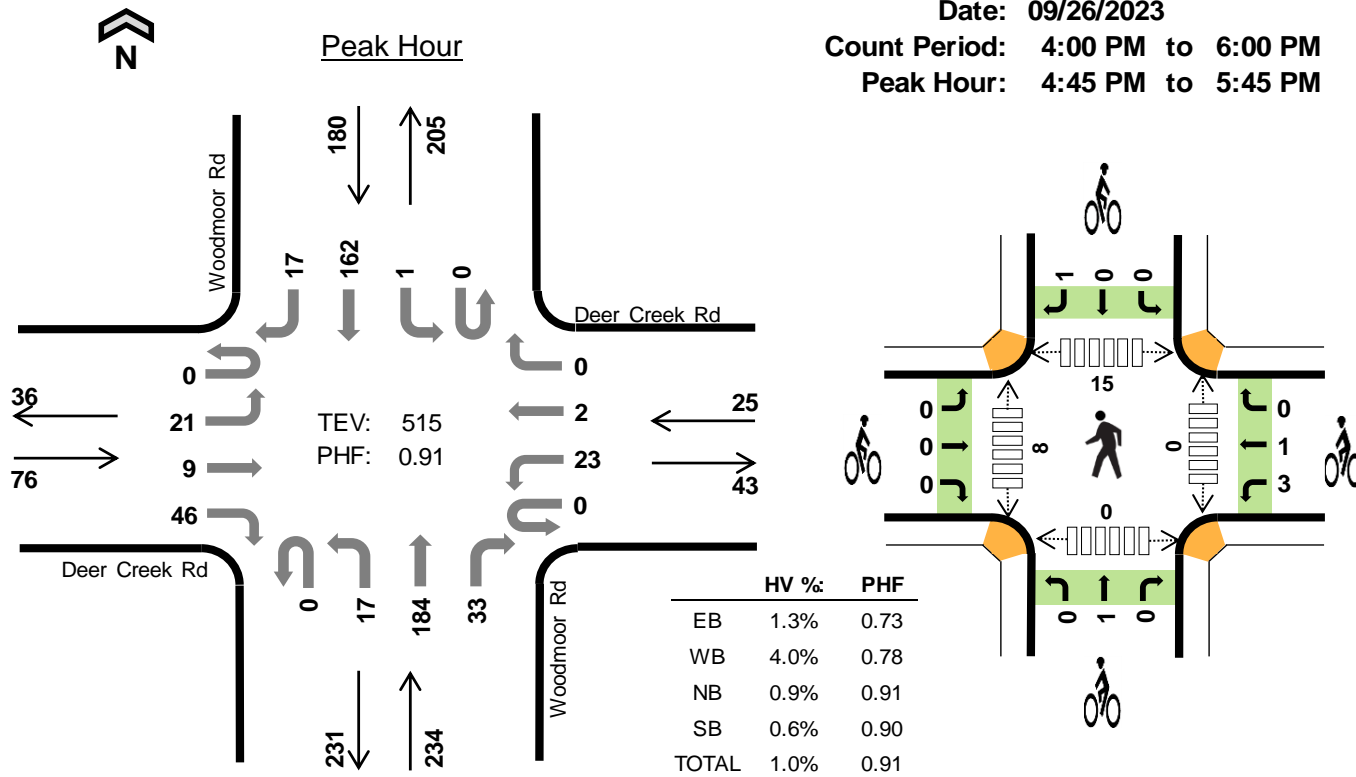 Date: 09/26/2023
Count Period: 4:00 PM to 6:00 PM
Peak Hour: 4:45 PM to 5:45 PM
N
Peak Hour
180
205
Woodmoor Rd
17
162
1
0
Deer Creek Rd
0
21
9
46
36
76
TEV: 515
PHF: 0.91
0
2
23
0
25
43
Deer Creek Rd
0
17
184
33
Woodmoor Rd
231
234
HV %: PHF
EB 1.3% 0.73
WB 4.0% 0.78
NB 0.9% 0.91
SB 0.6% 0.90
TOTAL 1.0% 0.91
1
0
0
15
0
0
0
8
0
0
1
3
0
0
1
0